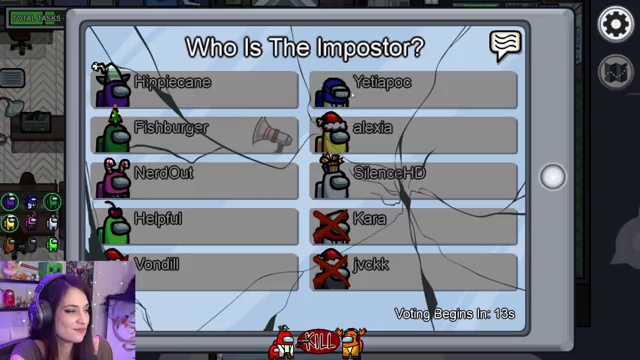 TOTAL TASKS
Who Is The Impostor?
Hippiecane
Yetiapoc
Fishburger
alexia
NerdOut
SilenceHD
Helpful
Kara
Vondill
jvckk
Voting Begins In: 13s
KILL